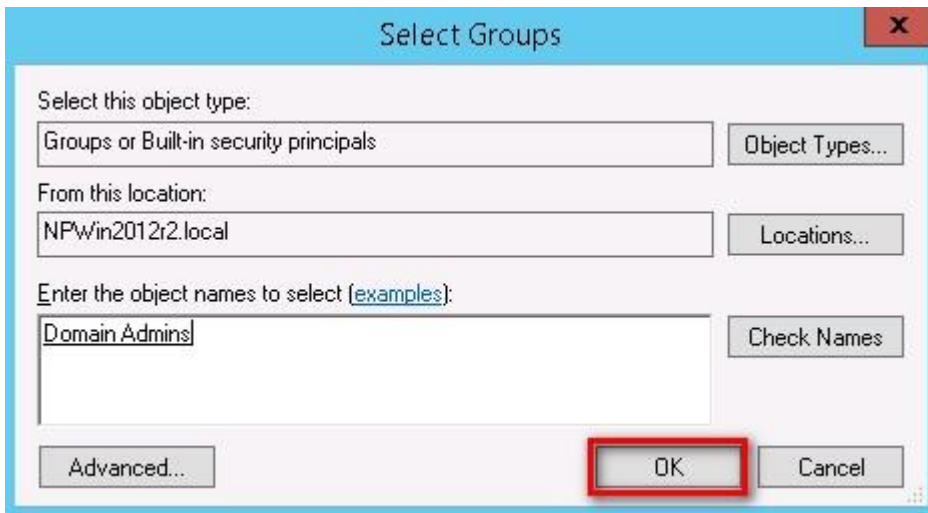 Select Groups
x
Select this object type:
Groups or Built-in security principals
Object Types...
From this location:
NPWin2012r2.local
Locations...
Enter the object names to select (examples):
Domain Admins
Check Names
Advanced...
OK
Cancel